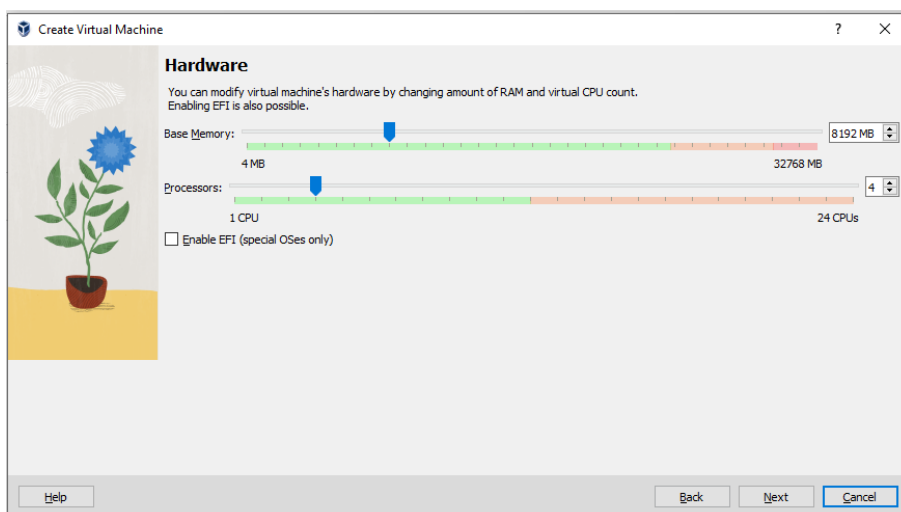 Create Virtual Machine ? ×
Hardware
You can modify virtual machine's hardware by changing amount of RAM and virtual CPU count.
Enabling EFI is also possible.
Base Memory: 8192 MB
4 MB 32768 MB
Processors: 4
1 CPU 24 CPUs
Enable EFI (special OSes only)
Help Back Next Cancel